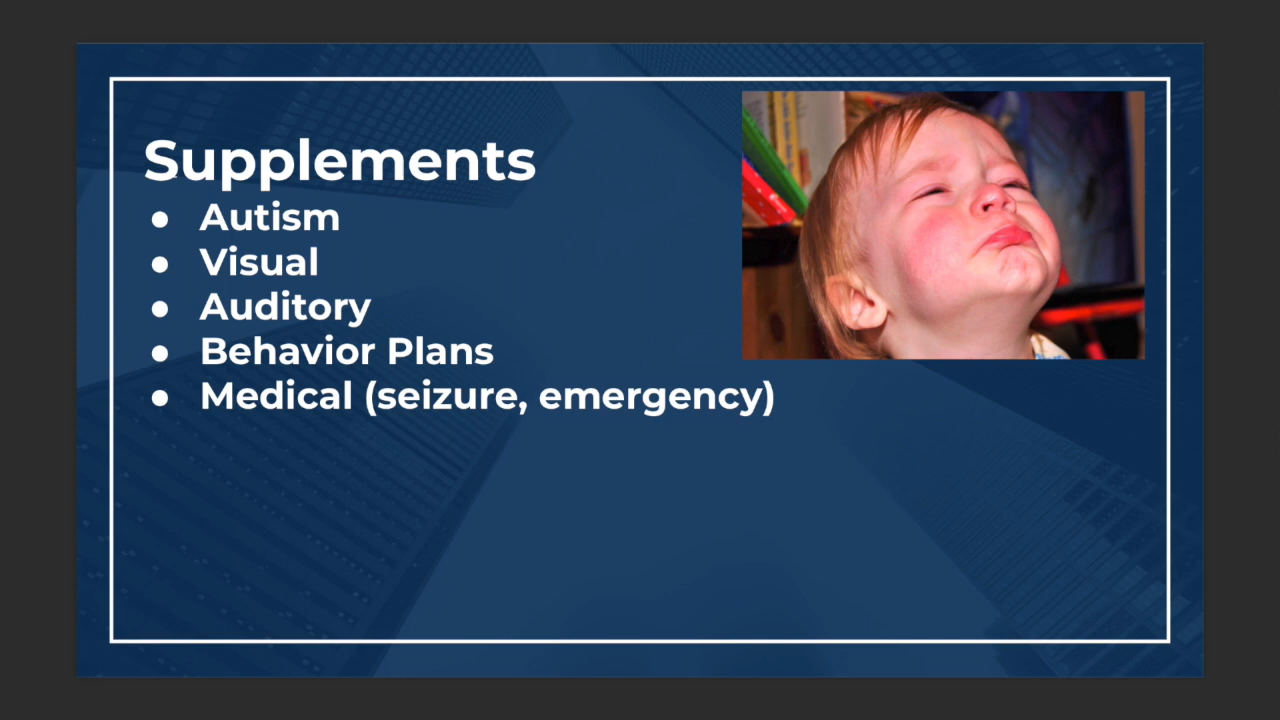 Supplements
● Autism
● Visual
● Auditory
● Behavior Plans
● Medical (seizure, emergency)